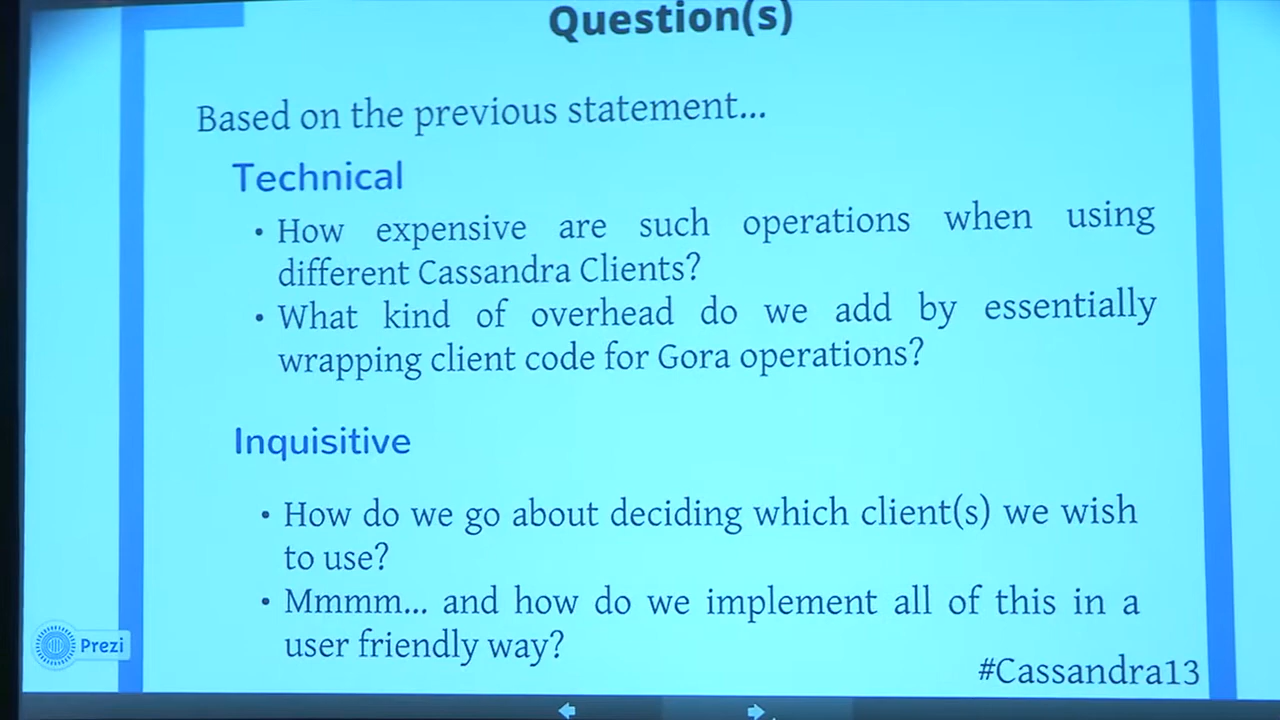 Question(s)
Based on the previous statement...
Technical
• How expensive are such operations when using
different Cassandra Clients?
• What kind of overhead do we add by essentially
wrapping client code for Gora operations?
Inquisitive
• How do we go about deciding which client(s) we wish
to use?
• Mmmm... and how do we implement all of this in a
user friendly way?
Prezi
#Cassandra13